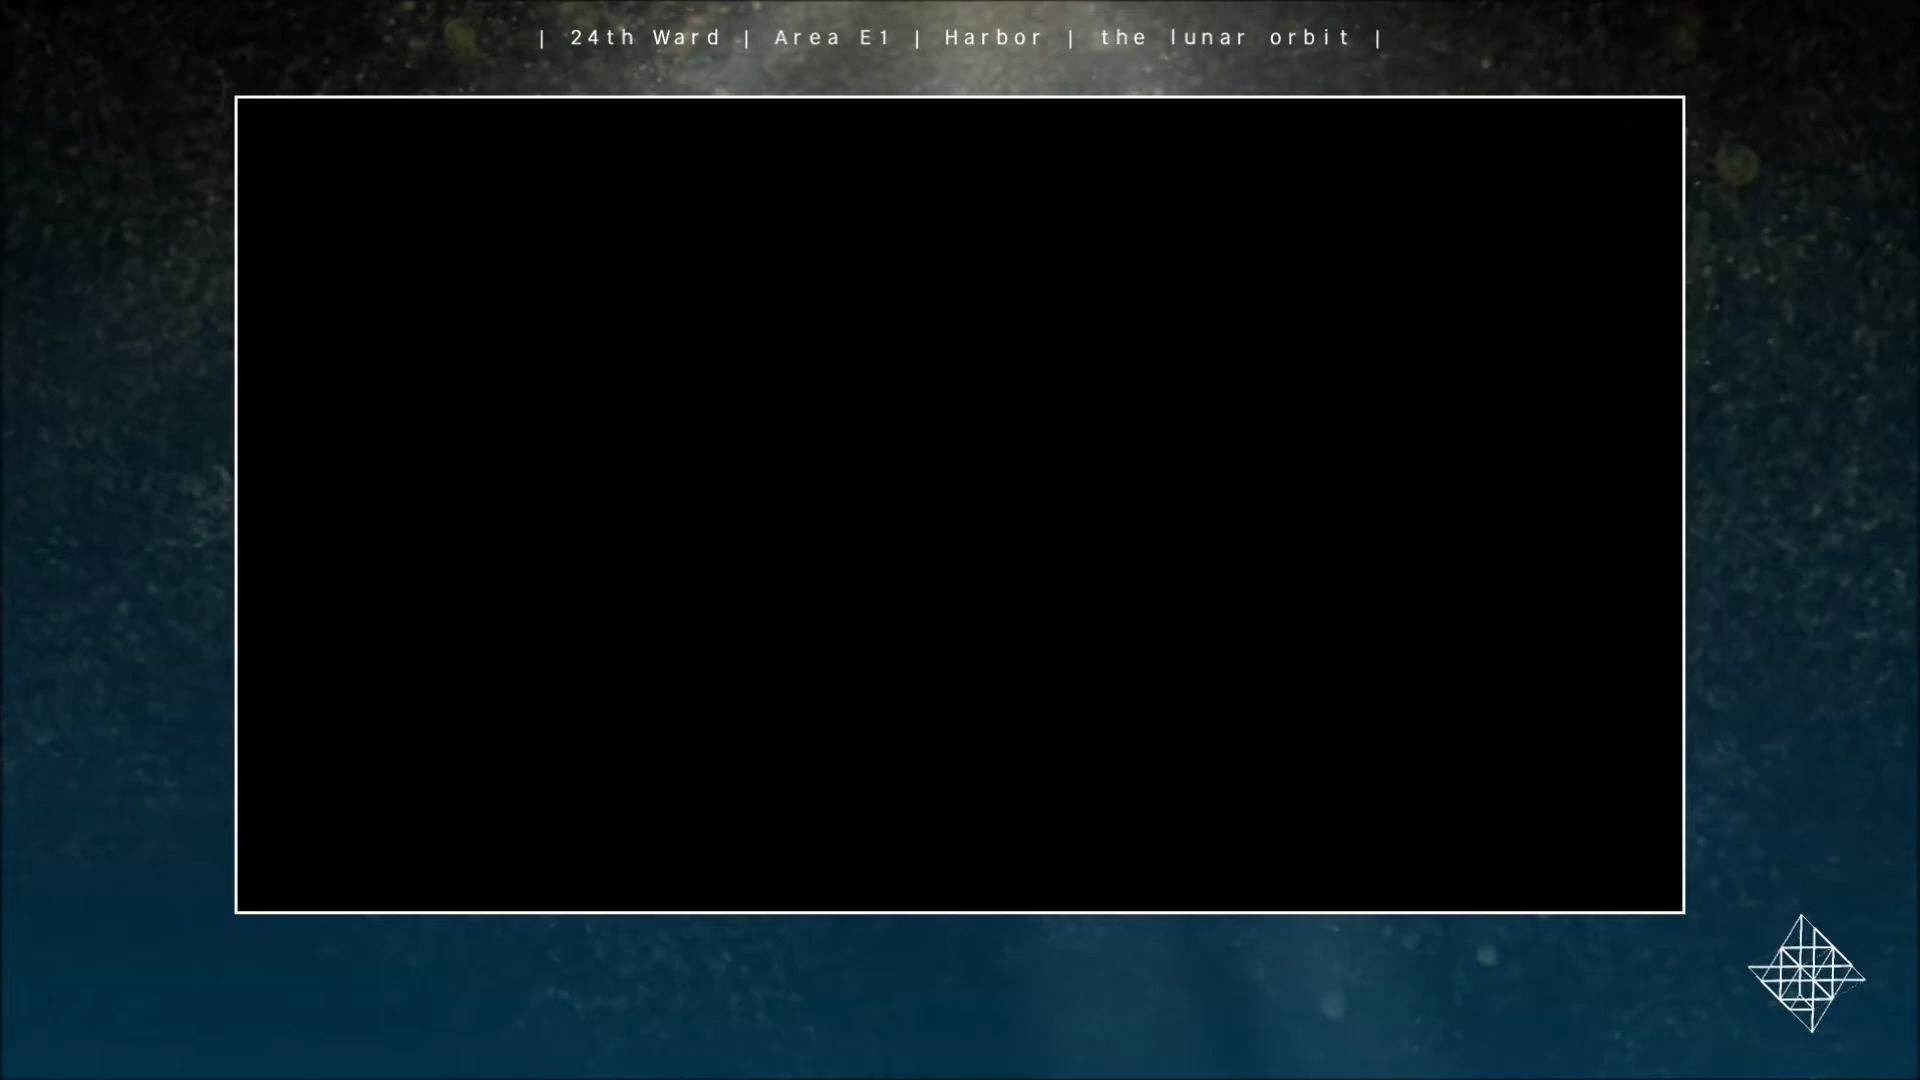 | 24th Ward | Area E1 | Harbor | the lunar orbit |